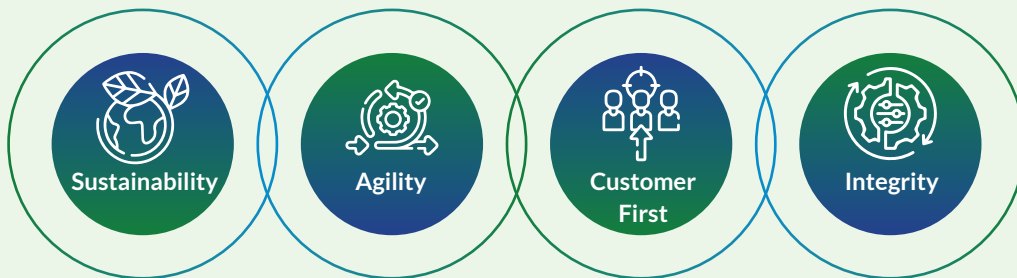 Sustainability
Agility
Customer
First
Integrity